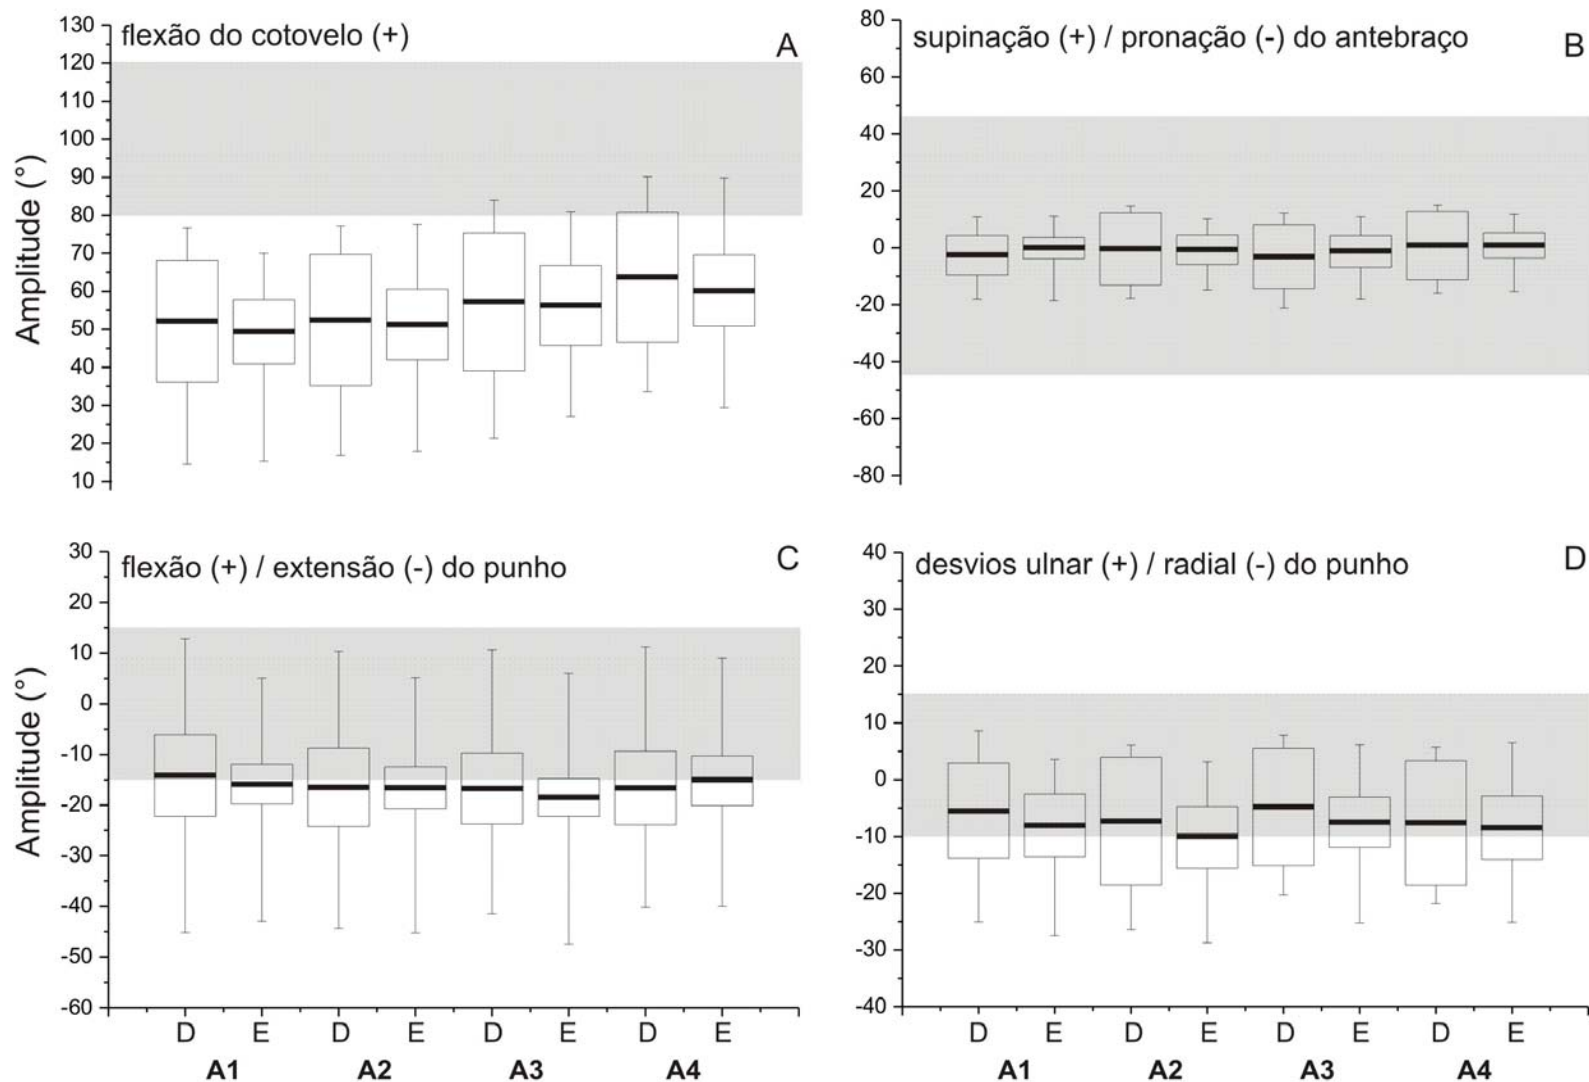 flexão do cotovelo (+)
A
Amplitude (°)
130
120
110
100
90
80
70
60
50
40
30
20
10
supinação (+) / pronação (-) do antebraço
B
80
60
40
20
0
-20
-40
-60
-80
flexão (+) / extensão (-) do punho
C
Amplitude (°)
30
20
10
0
-10
-20
-30
-40
-50
-60
D E D E D E D E
A1 A2 A3 A4
desvios ulnar (+) / radial (-) do punho
D
40
30
20
10
0
-10
-20
-30
-40
D E D E D E D E
A1 A2 A3 A4